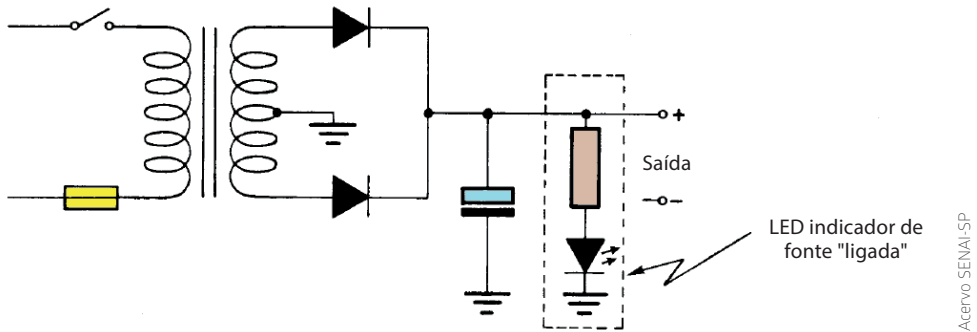 +
Saída
-
LED indicador de
fonte "ligada"
Acervo SENAI-SP